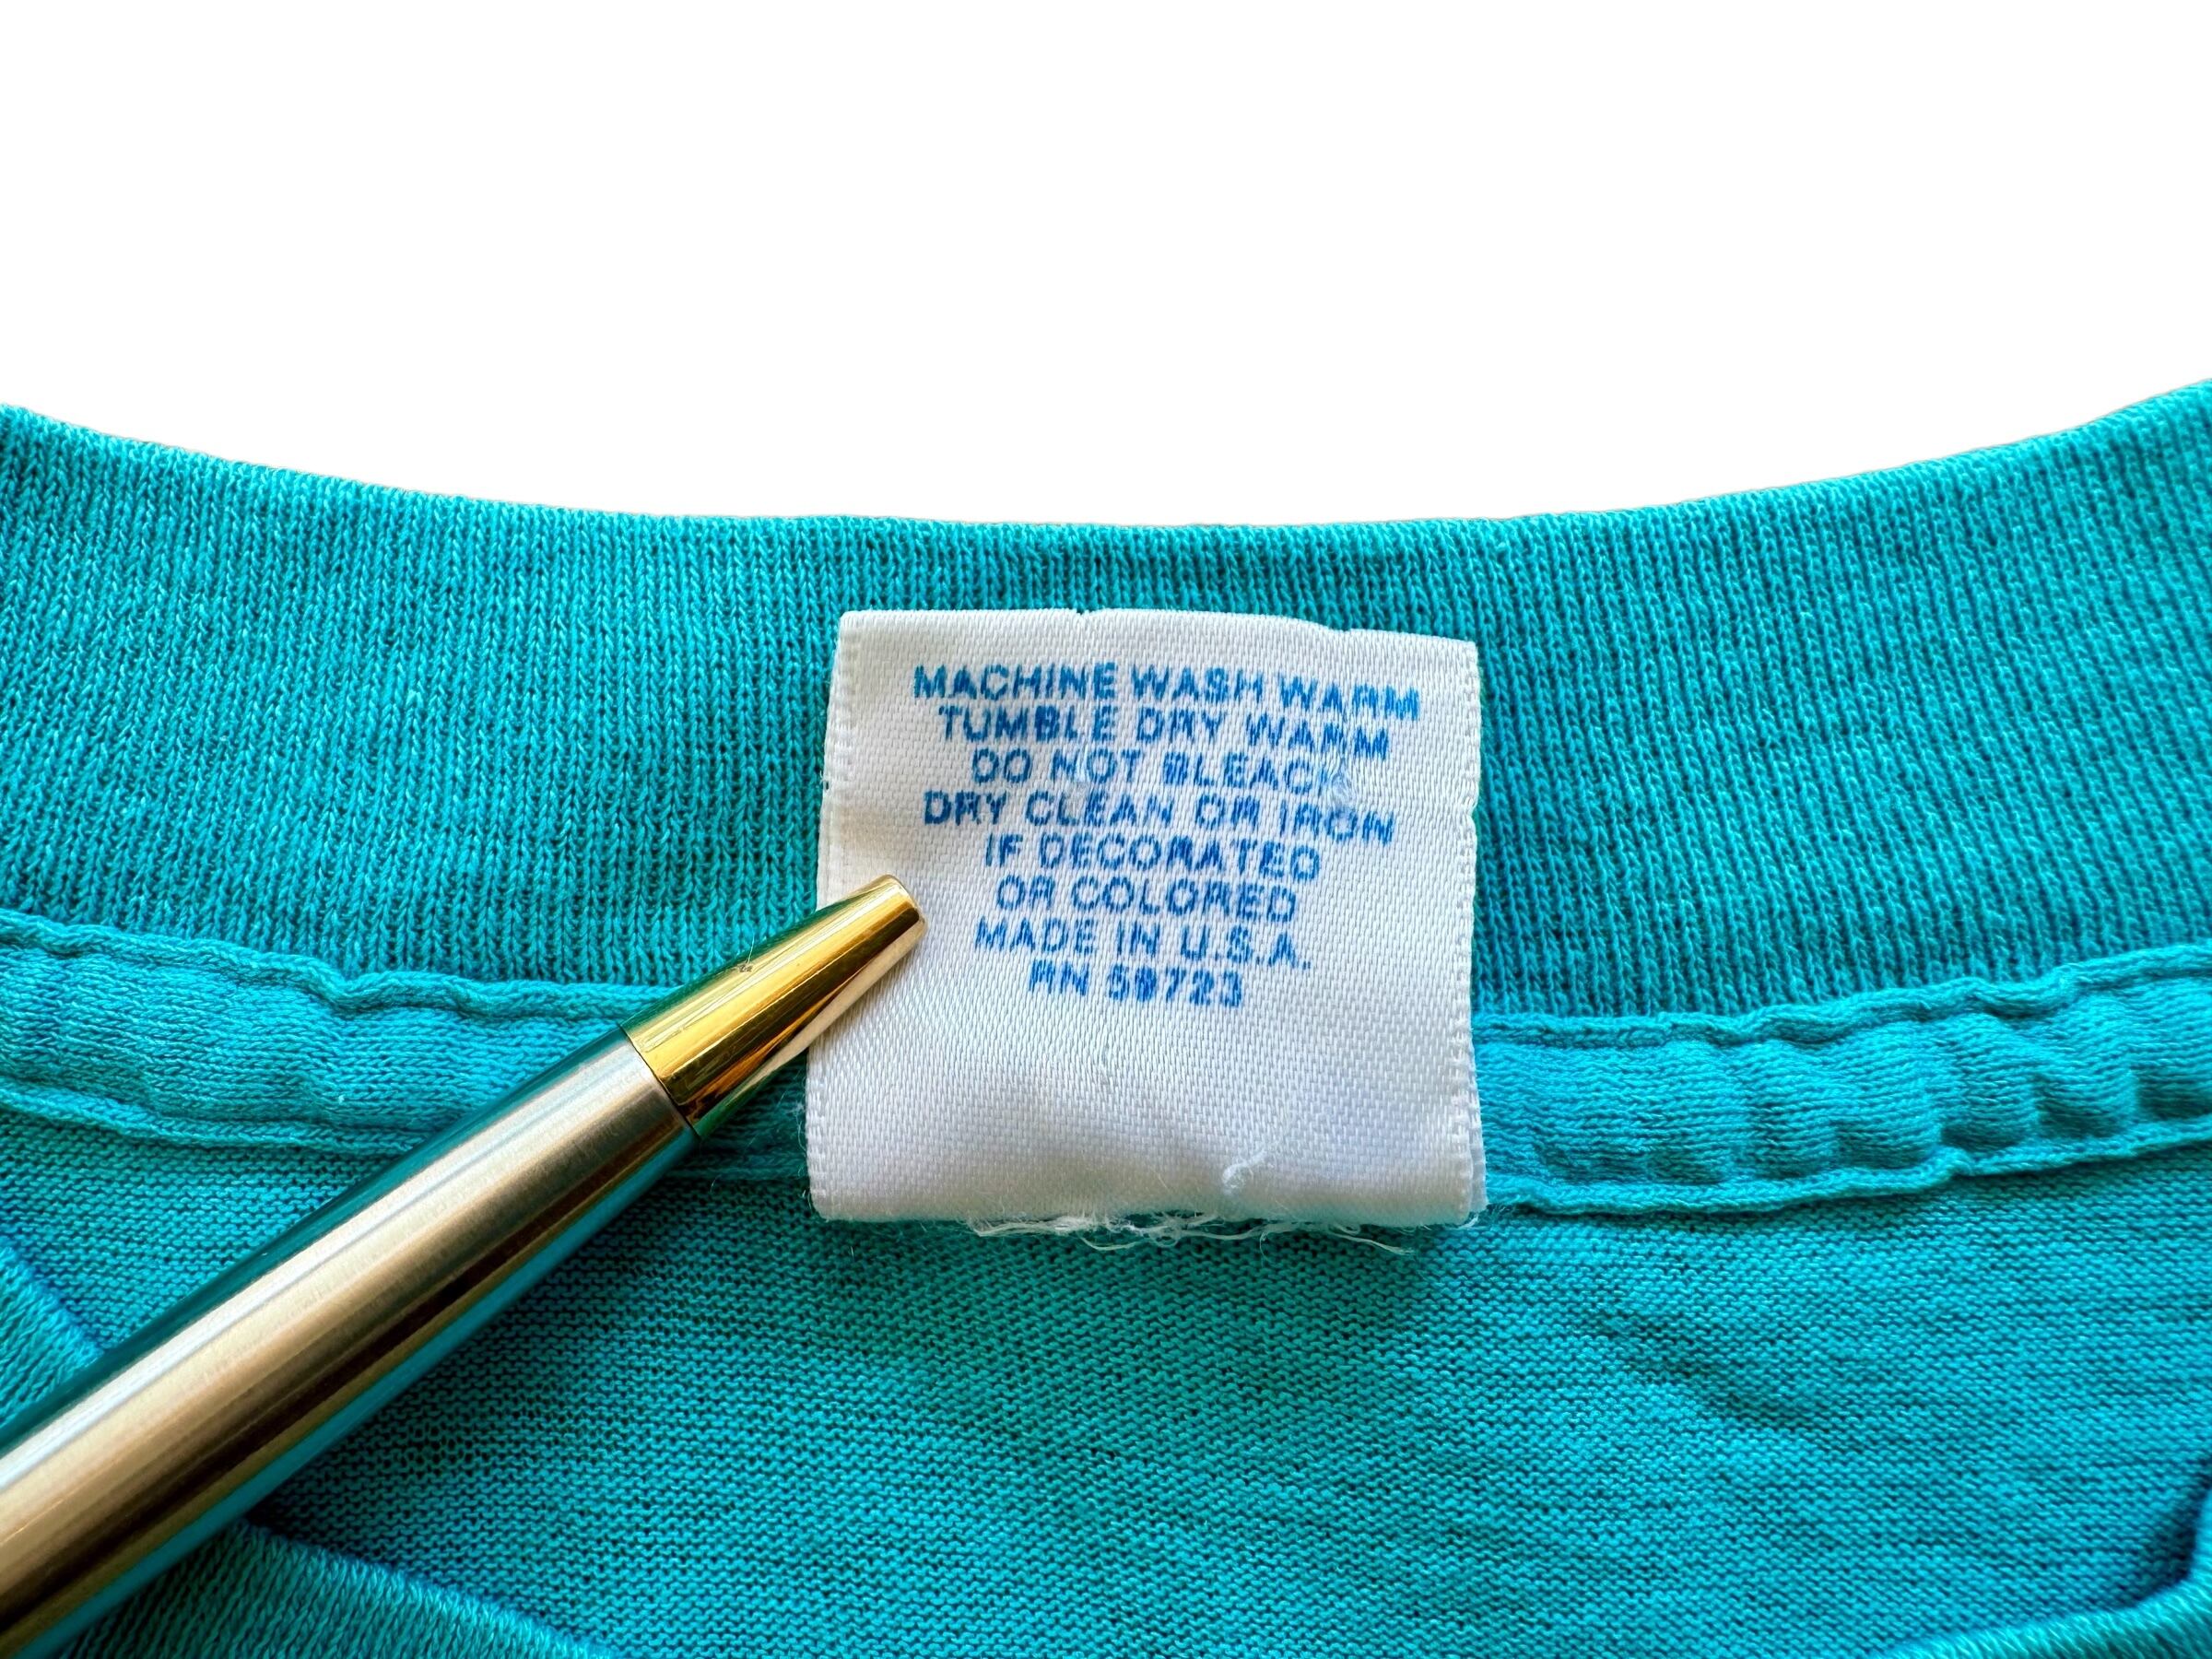 MACHINE WASH WARM
TUMBLE DRY WARM
DO NOT BLEACH
DRY CLEAN OR IRON
IF DECORATED
OR COLORED
MADE IN U.S.A.
RN 58723